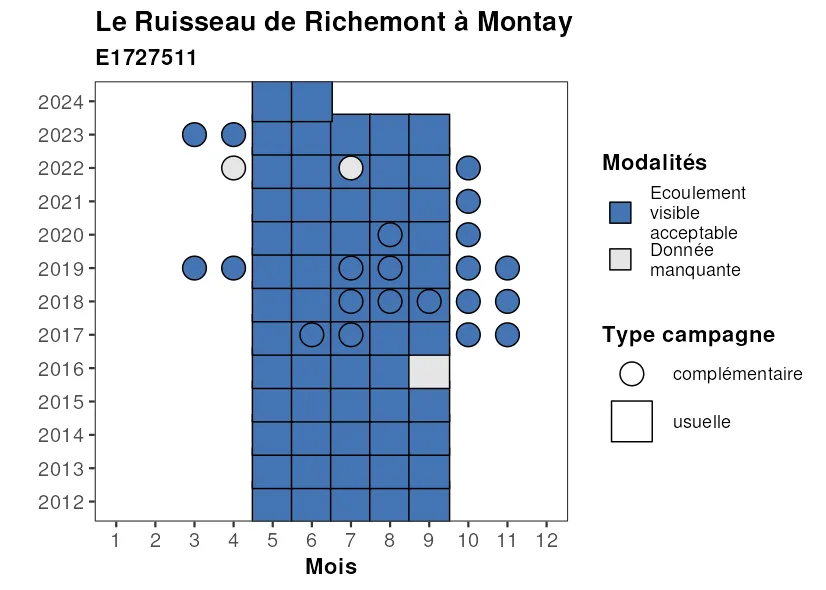 Le Ruisseau de Richemont à Montay
E1727511
2024
2023
2022
2021
2020
2019
2018
2017
2016
2015
2014
2013
2012
1 2 3 4 5 6 7 8 9 10 11 12
Mois
Modalités
Ecoulement
visible
acceptable
Donnée
manquante
Type campagne
complémentaire
usuelle